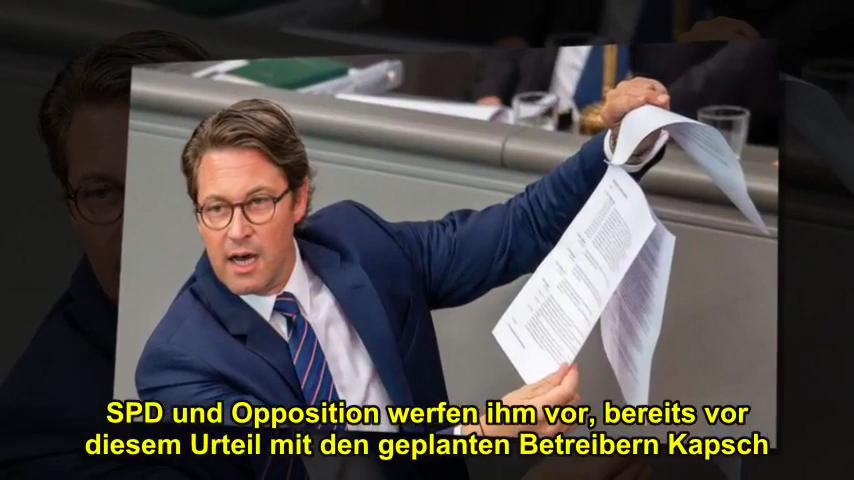 SPD und Opposition werfen ihm vor, bereits vor
diesem Urteil mit den geplanten Betreibern Kapsch